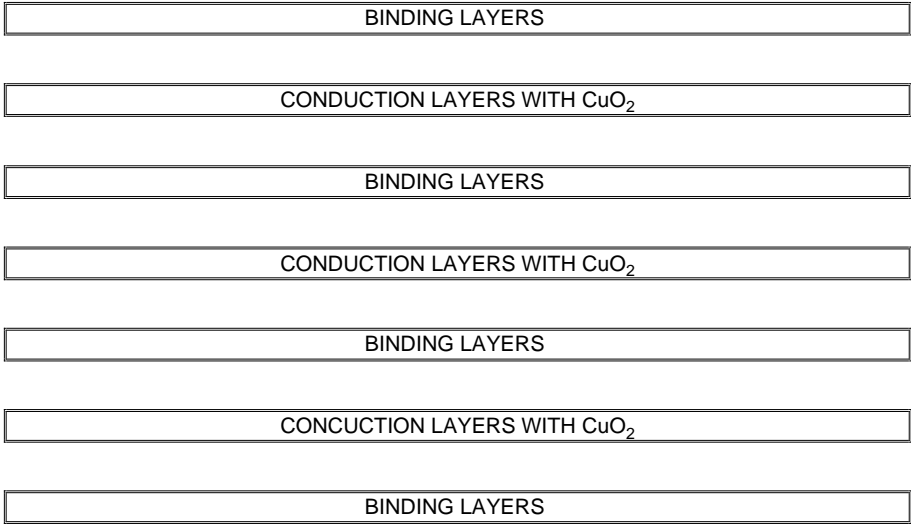 BINDING LAYERS
CONDUCTION LAYERS WITH CuO₂
BINDING LAYERS
CONDUCTION LAYERS WITH CuO₂
BINDING LAYERS
CONCUCTION LAYERS WITH CuO₂
BINDING LAYERS